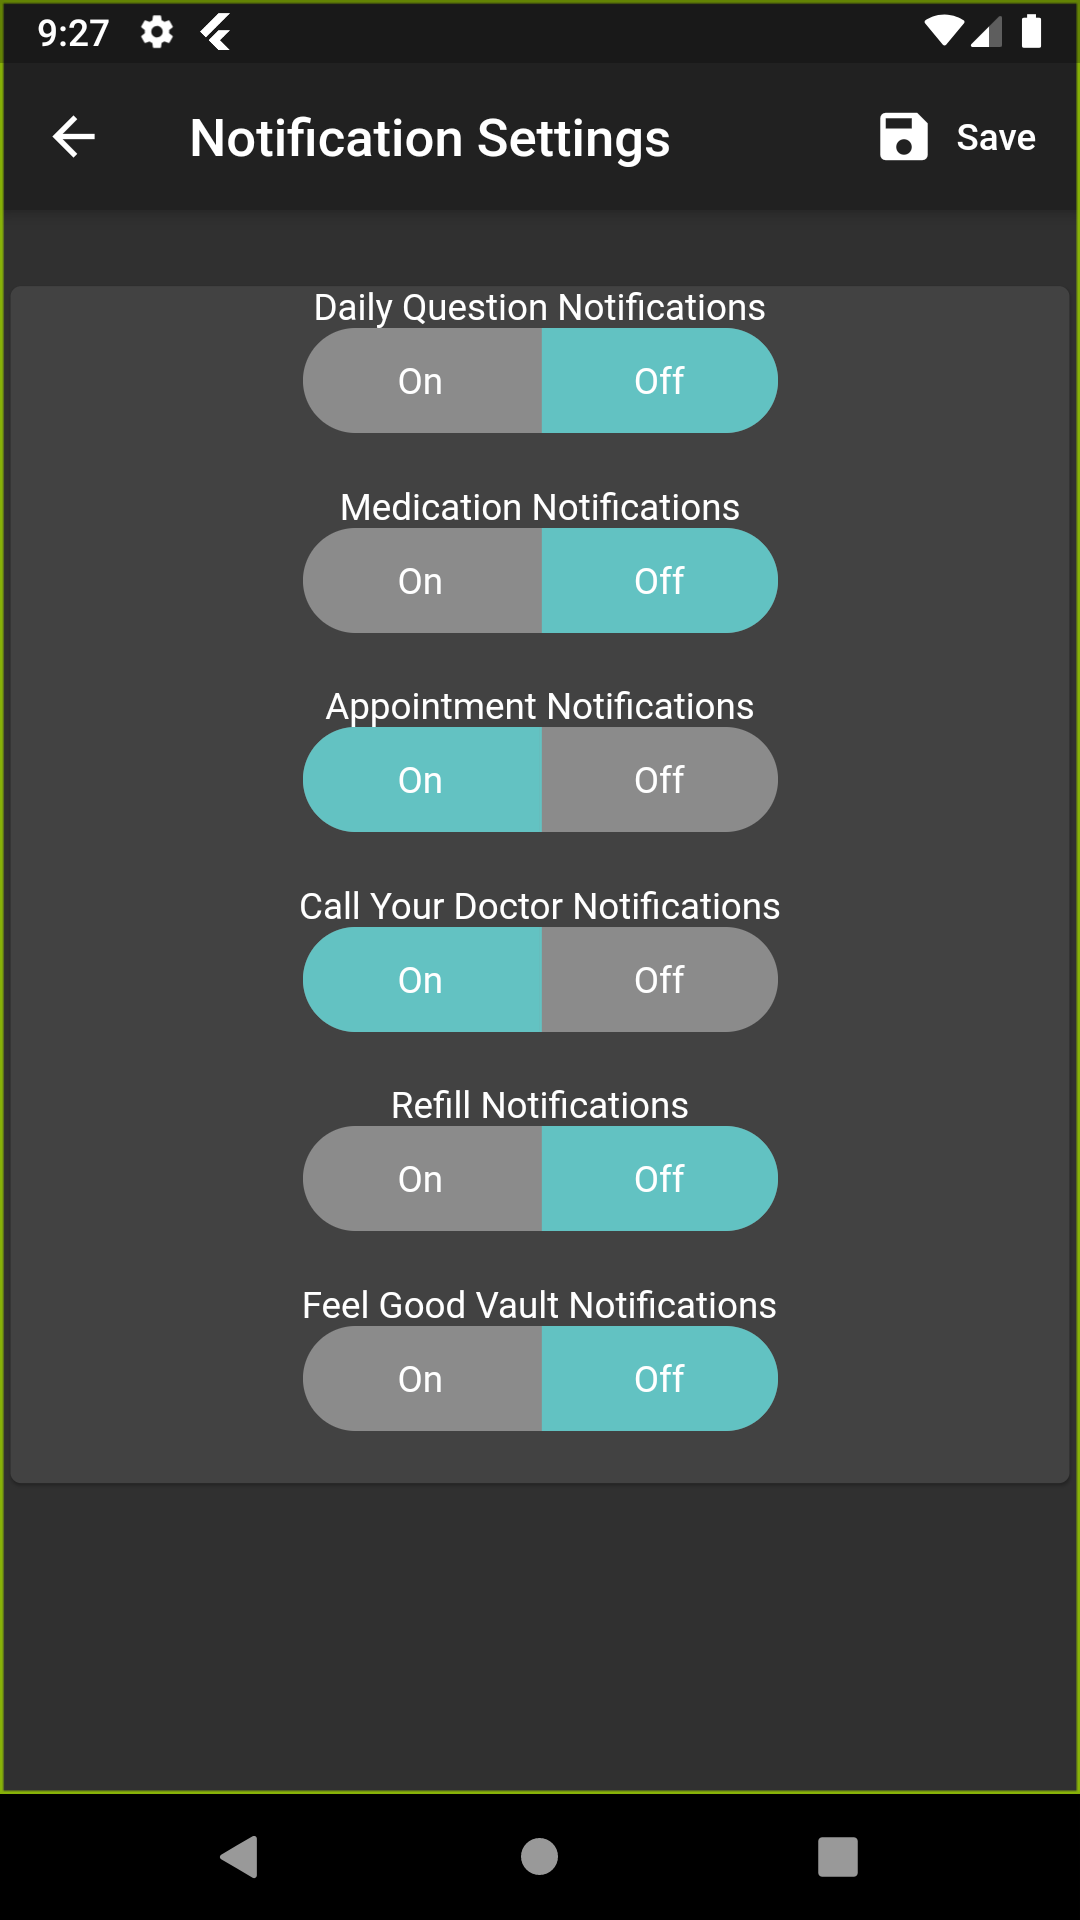 9:27
Notification Settings Save
Daily Question Notifications
On Off
Medication Notifications
On Off
Appointment Notifications
On Off
Call Your Doctor Notifications
On Off
Refill Notifications
On Off
Feel Good Vault Notifications
On Off